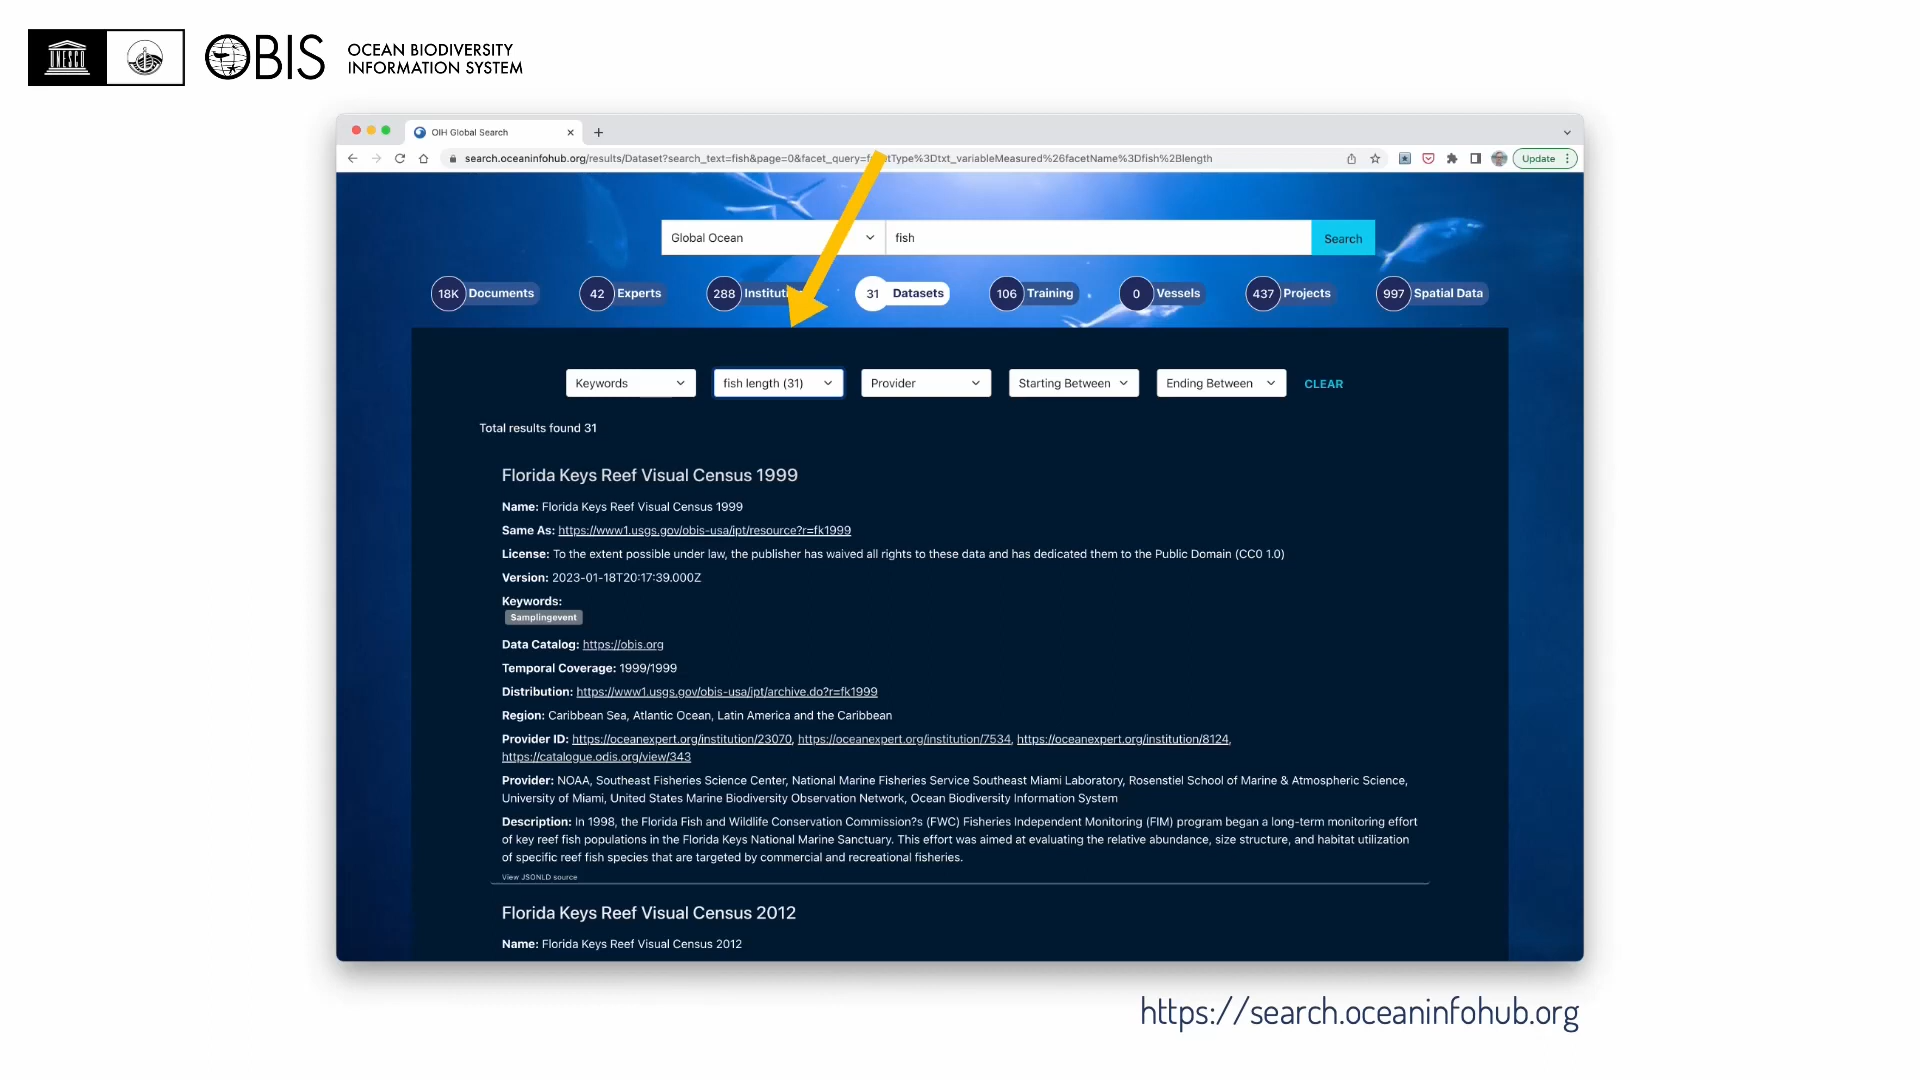 UNESCO
OBIS
OCEAN BIODIVERSITY
INFORMATION SYSTEM
OIH Global Search
search.oceaninfohub.org/results/Dataset?search_text=fish&page=0&facet_query=f tType%3Dtxt_variableMeasured%26facetName%3Dfish%2Blength
Update
Global Ocean
fish
Search
18K Documents
42 Experts
288 Instituti
31 Datasets
106 Training
0 Vessels
437 Projects
997 Spatial Data
Keywords
fish length (31)
Provider
Starting Between
Ending Between
CLEAR
Total results found 31
Florida Keys Reef Visual Census 1999
Name: Florida Keys Reef Visual Census 1999
Same As: https://www1.usgs.gov/obis-usa/ipt/resource?r=fk1999
License: To the extent possible under law, the publisher has waived all rights to these data and has dedicated them to the Public Domain (CC0 1.0)
Version: 2023-01-18T20:17:39.000Z
Keywords:
Samplingevent
Data Catalog: https://obis.org
Temporal Coverage: 1999/1999
Distribution: https://www1.usgs.gov/obis-usa/ipt/archive.do?r=fk1999
Region: Caribbean Sea, Atlantic Ocean, Latin America and the Caribbean
Provider ID: https://oceanexpert.org/institution/23070, https://oceanexpert.org/institution/7534, https://oceanexpert.org/institution/8124,
https://catalogue.odis.org/view/343
Provider: NOAA, Southeast Fisheries Science Center, National Marine Fisheries Service Southeast Miami Laboratory, Rosenstiel School of Marine & Atmospheric Science,
University of Miami, United States Marine Biodiversity Observation Network, Ocean Biodiversity Information System
Description: In 1998, the Florida Fish and Wildlife Conservation Commission?s (FWC) Fisheries Independent Monitoring (FIM) program began a long-term monitoring effort
of key reef fish populations in the Florida Keys National Marine Sanctuary. This effort was aimed at evaluating the relative abundance, size structure, and habitat utilization
of specific reef fish species that are targeted by commercial and recreational fisheries.
View JSONLD source
Florida Keys Reef Visual Census 2012
Name: Florida Keys Reef Visual Census 2012
https://search.oceaninfohub.org